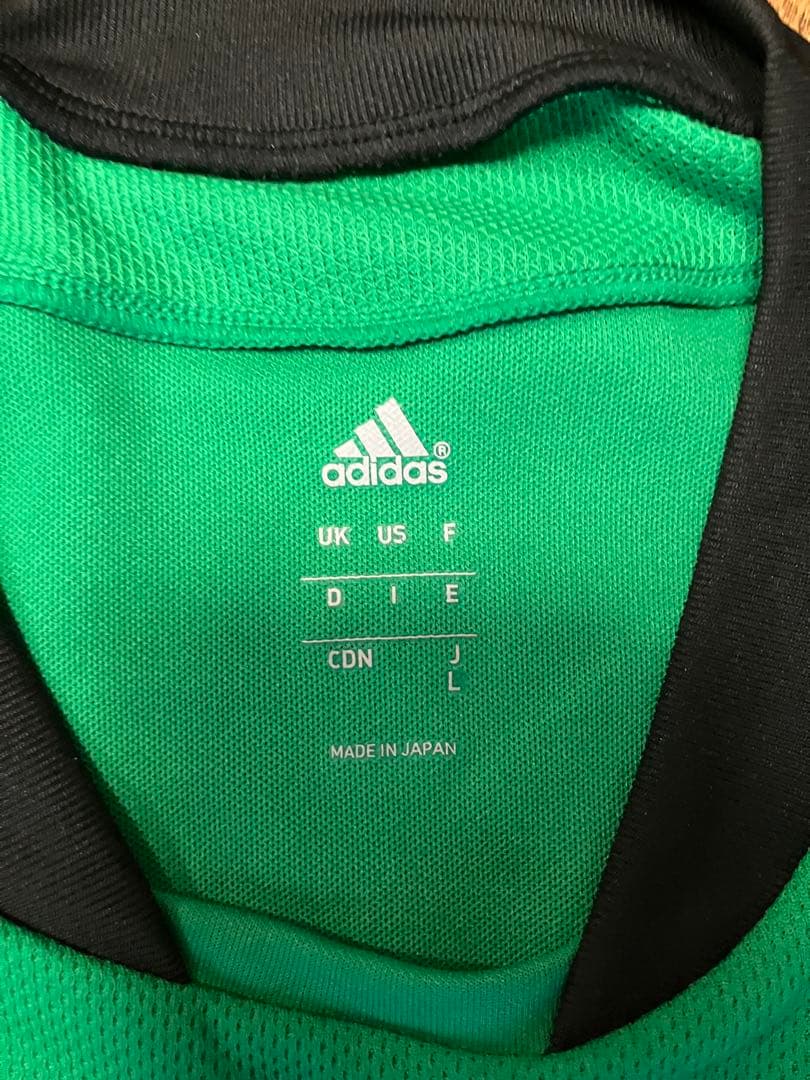 adidas®
UK US F
D I E
CDN J
L
MADE IN JAPAN